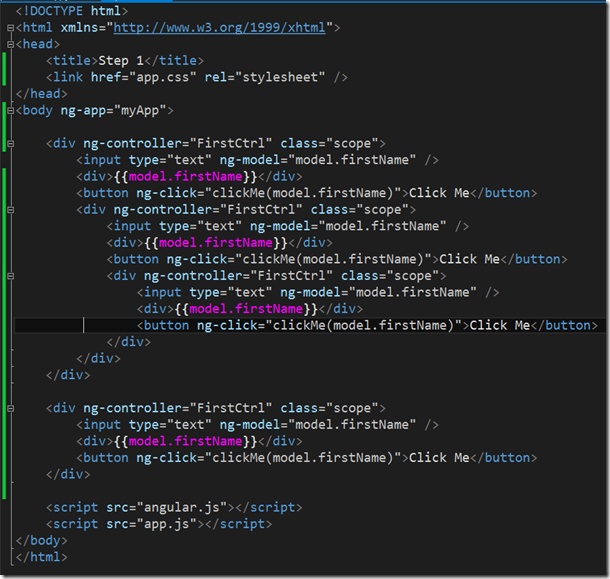 <!DOCTYPE html>
<html xmlns="http://www.w3.org/1999/xhtml">
<head>
    <title>Step 1</title>
    <link href="app.css" rel="stylesheet" />
</head>
<body ng-app="myApp">

    <div ng-controller="FirstCtrl" class="scope">
        <input type="text" ng-model="model.firstName" />
        <div>{{model.firstName}}</div>
        <button ng-click="clickMe(model.firstName)">Click Me</button>
        <div ng-controller="FirstCtrl" class="scope">
            <input type="text" ng-model="model.firstName" />
            <div>{{model.firstName}}</div>
            <button ng-click="clickMe(model.firstName)">Click Me</button>
            <div ng-controller="FirstCtrl" class="scope">
                <input type="text" ng-model="model.firstName" />
                <div>{{model.firstName}}</div>
                <button ng-click="clickMe(model.firstName)">Click Me</button>
            </div>
        </div>
    </div>

    <div ng-controller="FirstCtrl" class="scope">
        <input type="text" ng-model="model.firstName" />
        <div>{{model.firstName}}</div>
        <button ng-click="clickMe(model.firstName)">Click Me</button>
    </div>

    <script src="angular.js"></script>
    <script src="app.js"></script>
</body>
</html>